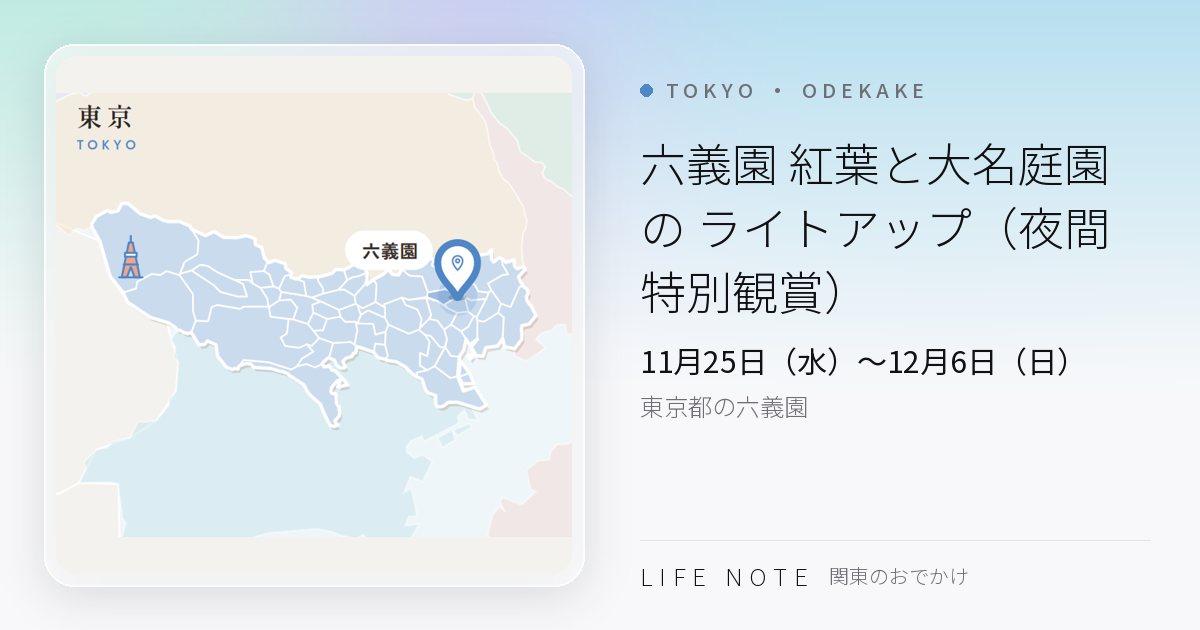 東京
TOKYO
六義園
TOKYO • ODEKAKE
六義園 紅葉と大名庭園
の ライトアップ（夜間
特別観賞）
11月25日（水）〜12月6日（日）
東京都の六義園
LIFE NOTE 関東のおでかけ